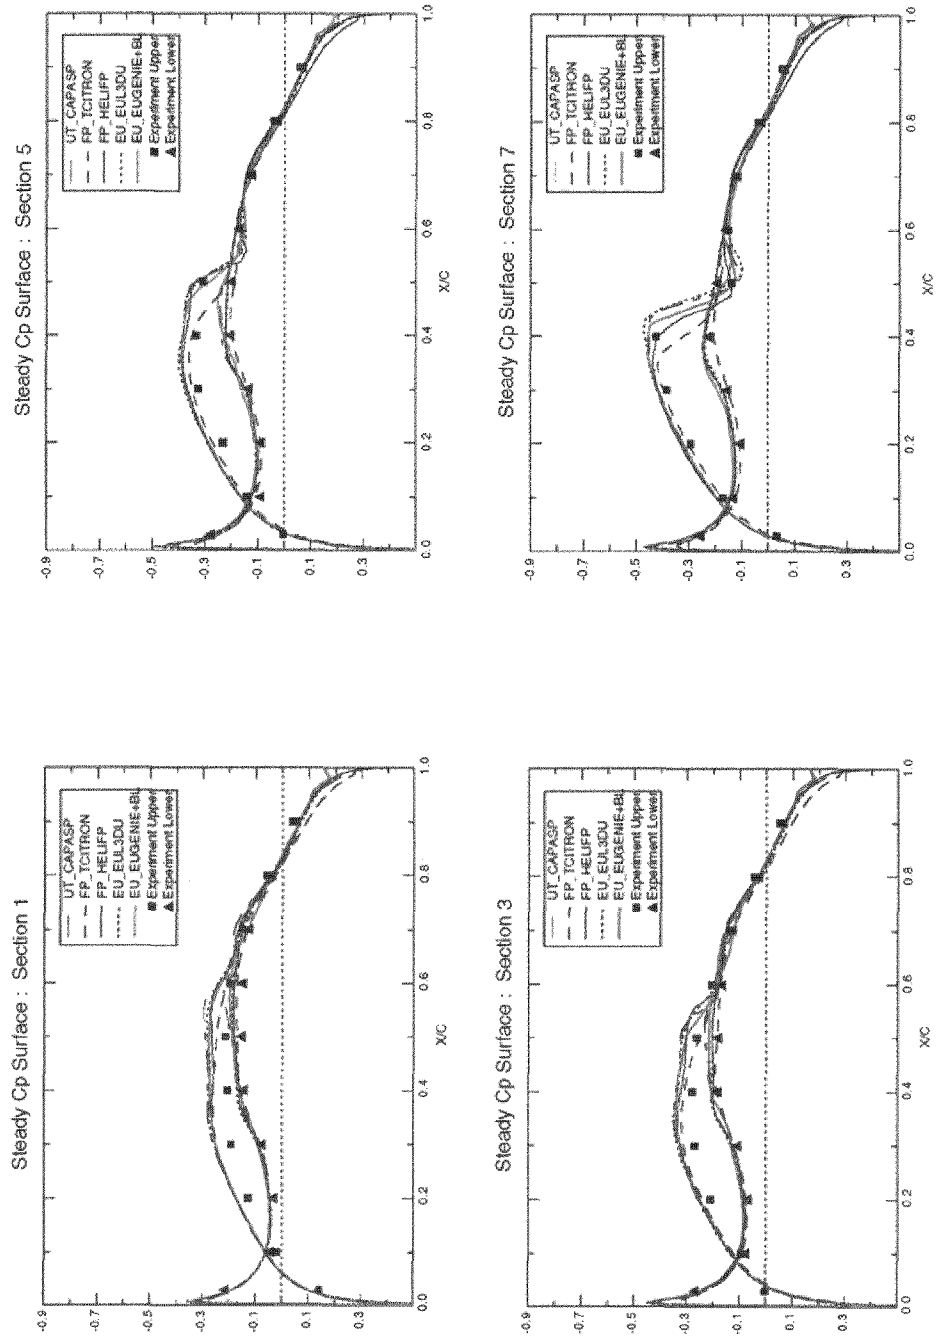 Steady Cp Surface : Section 1
-0.9
-0.7
-0.5
-0.3
-0.1
0.1
0.3
UT_CAPASP
FP_TCITRON
FP_HELIFP
EU_EUL3DU
EU_EUGENIE+BL
Experiment Upper
Experiment Lower
0.0 0.2 0.4 0.6 0.8 1.0
X/C
Steady Cp Surface : Section 5
-0.9
-0.7
-0.5
-0.3
-0.1
0.1
0.3
UT_CAPASP
FP_TCITRON
FP_HELIFP
EU_EUL3DU
EU_EUGENIE+BL
Experiment Upper
Experiment Lower
0.0 0.2 0.4 0.6 0.8 1.0
X/C
Steady Cp Surface : Section 3
-0.9
-0.7
-0.5
-0.3
-0.1
0.1
0.3
UT_CAPASP
FP_TCITRON
FP_HELIFP
EU_EUL3DU
EU_EUGENIE+BL
Experiment Upper
Experiment Lower
0.0 0.2 0.4 0.6 0.8 1.0
X/C
Steady Cp Surface : Section 7
-0.9
-0.7
-0.5
-0.3
-0.1
0.1
0.3
UT_CAPASP
FP_TCITRON
FP_HELIFP
EU_EUL3DU
EU_EUGENIE+BL
Experiment Upper
Experiment Lower
0.0 0.2 0.4 0.6 0.8 1.0
X/C